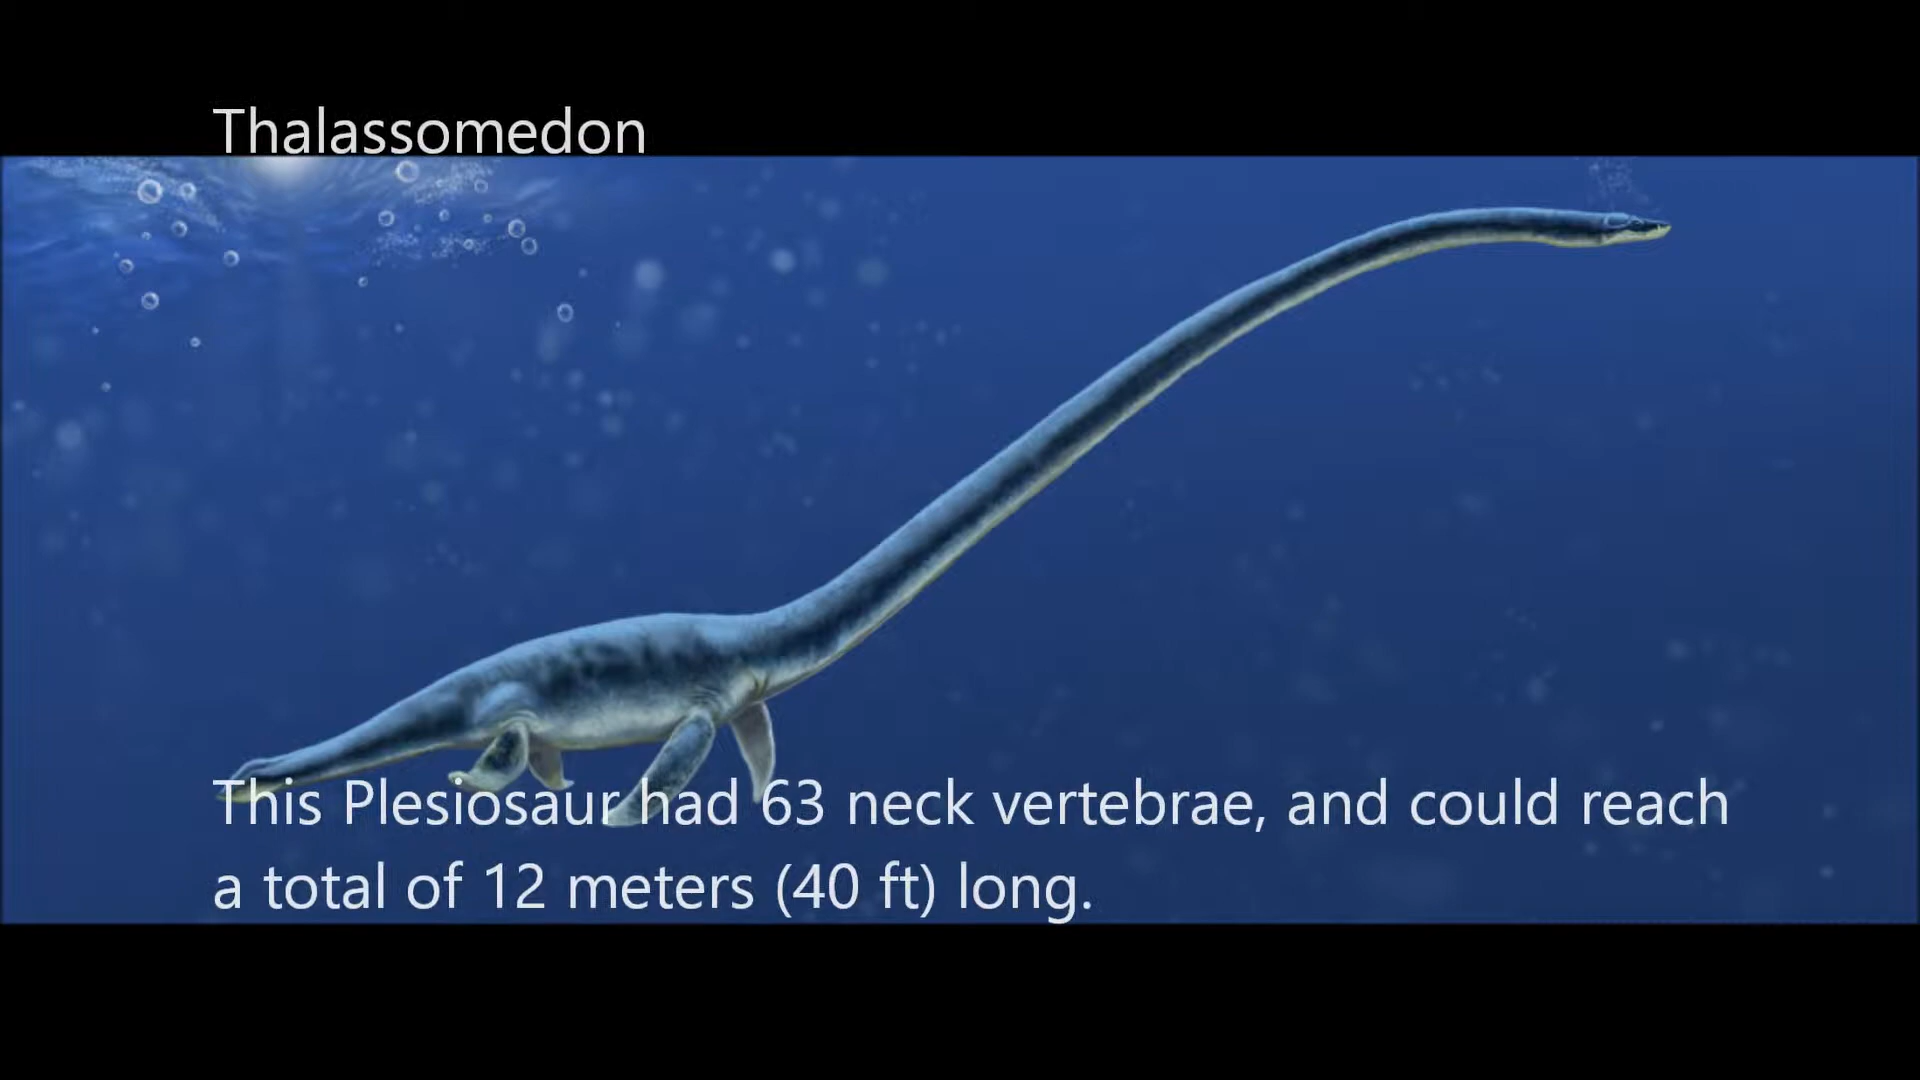 Thalassomedon
This Plesiosaur had 63 neck vertebrae, and could reach
a total of 12 meters (40 ft) long.